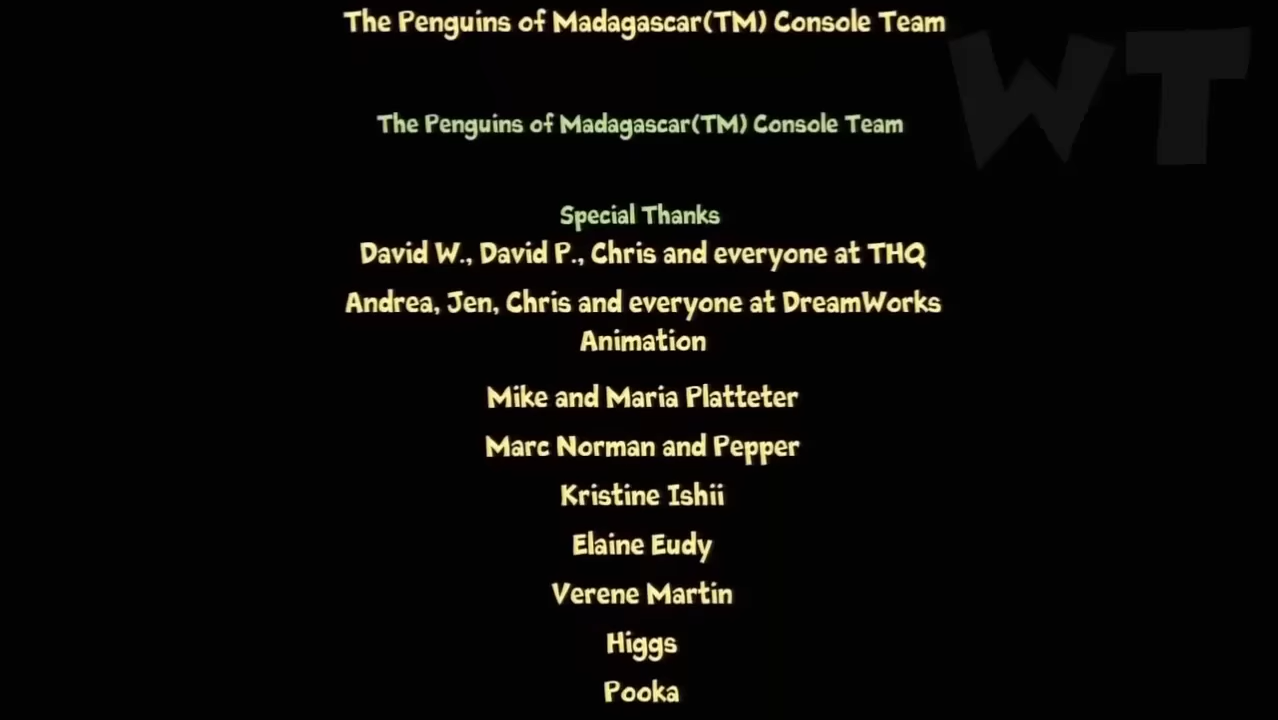 The Penguins of Madagascar(TM) Console Team
WT
The Penguins of Madagascar(TM) Console Team
Special Thanks
David W., David P., Chris and everyone at THQ
Andrea, Jen, Chris and everyone at DreamWorks
Animation
Mike and Maria Platteter
Marc Norman and Pepper
Kristine Ishii
Elaine Eudy
Verene Martin
Higgs
Pooka